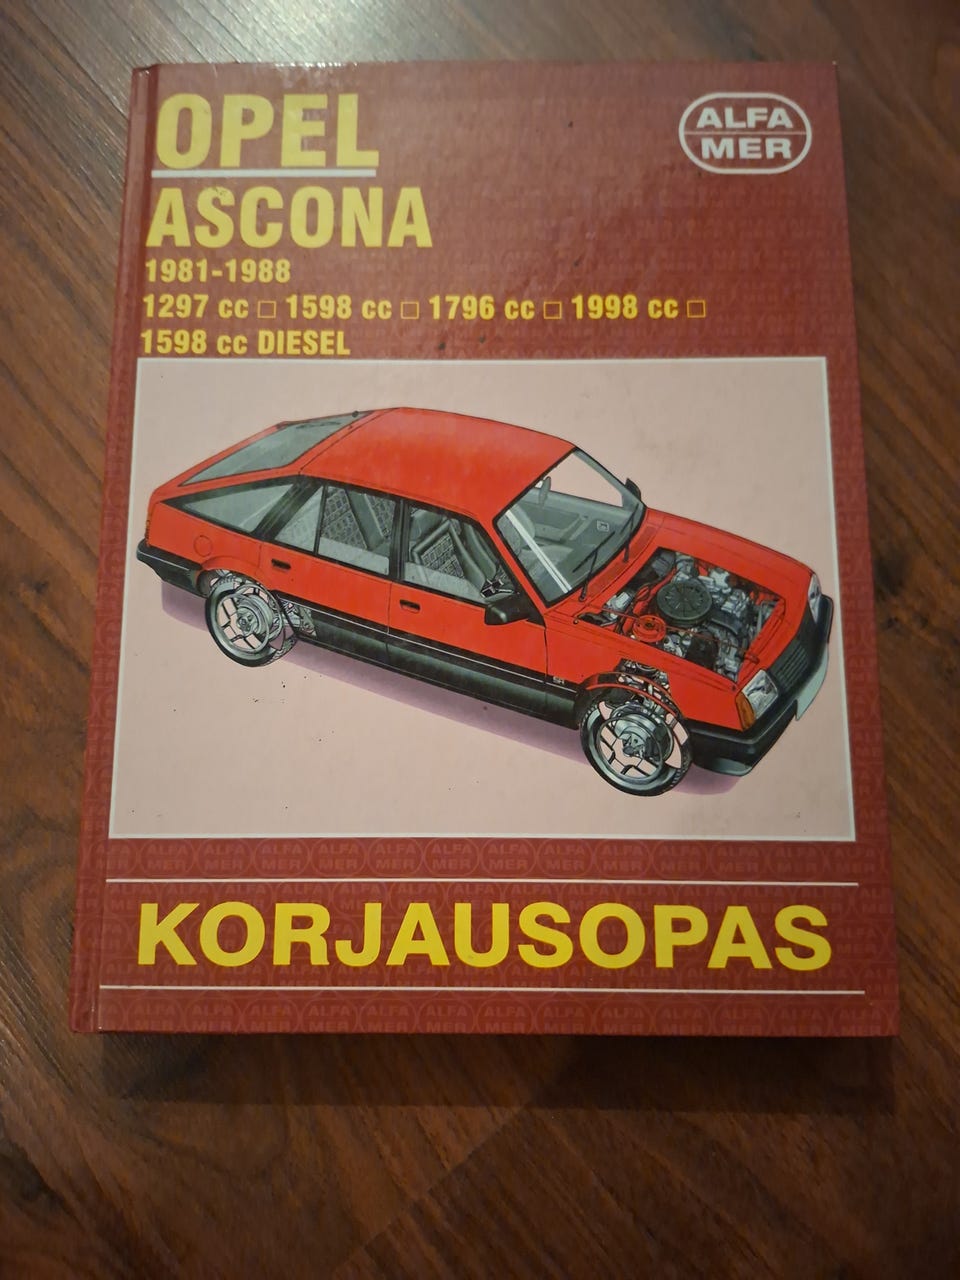 OPEL
ALFA
MER
ASCONA
1981-1988
1297 cc □ 1598 cc □ 1796 cc □ 1998 cc □
1598 cc DIESEL
KORJAUSOPAS